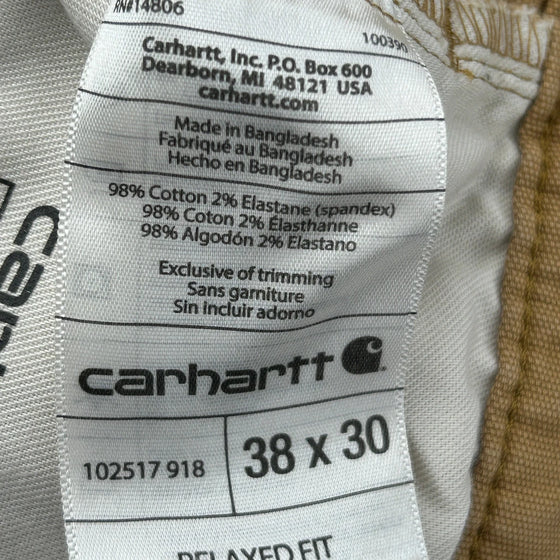 RN#14806
100390
Carhartt, Inc. P.O. Box 600
Dearborn, MI 48121 USA
carhartt.com
Made in Bangladesh
Fabriqué au Bangladesh
Hecho en Bangladesh
98% Cotton 2% Elastane (spandex)
98% Coton 2% Élasthanne
98% Algodón 2% Elastano
Exclusive of trimming
Sans garniture
Sin incluir adorno
carhartt
102517 918
38 x 30
RELAXED FIT